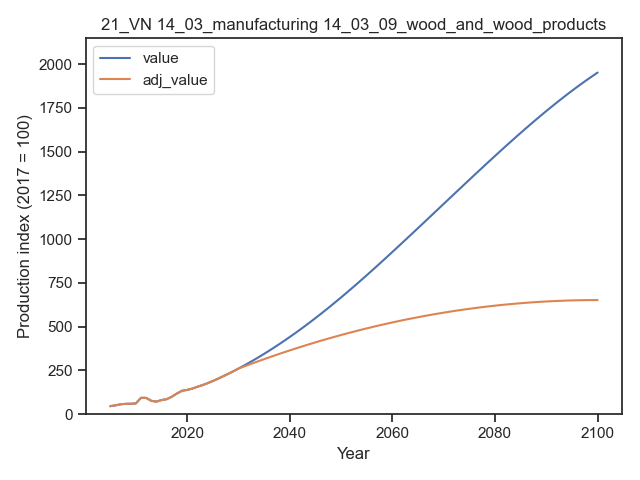 21_VN 14_03_manufacturing 14_03_09_wood_and_wood_products
value
adj_value
Production index (2017 = 100)
2000
1750
1500
1250
1000
750
500
250
0
2020
2040
2060
2080
2100
Year